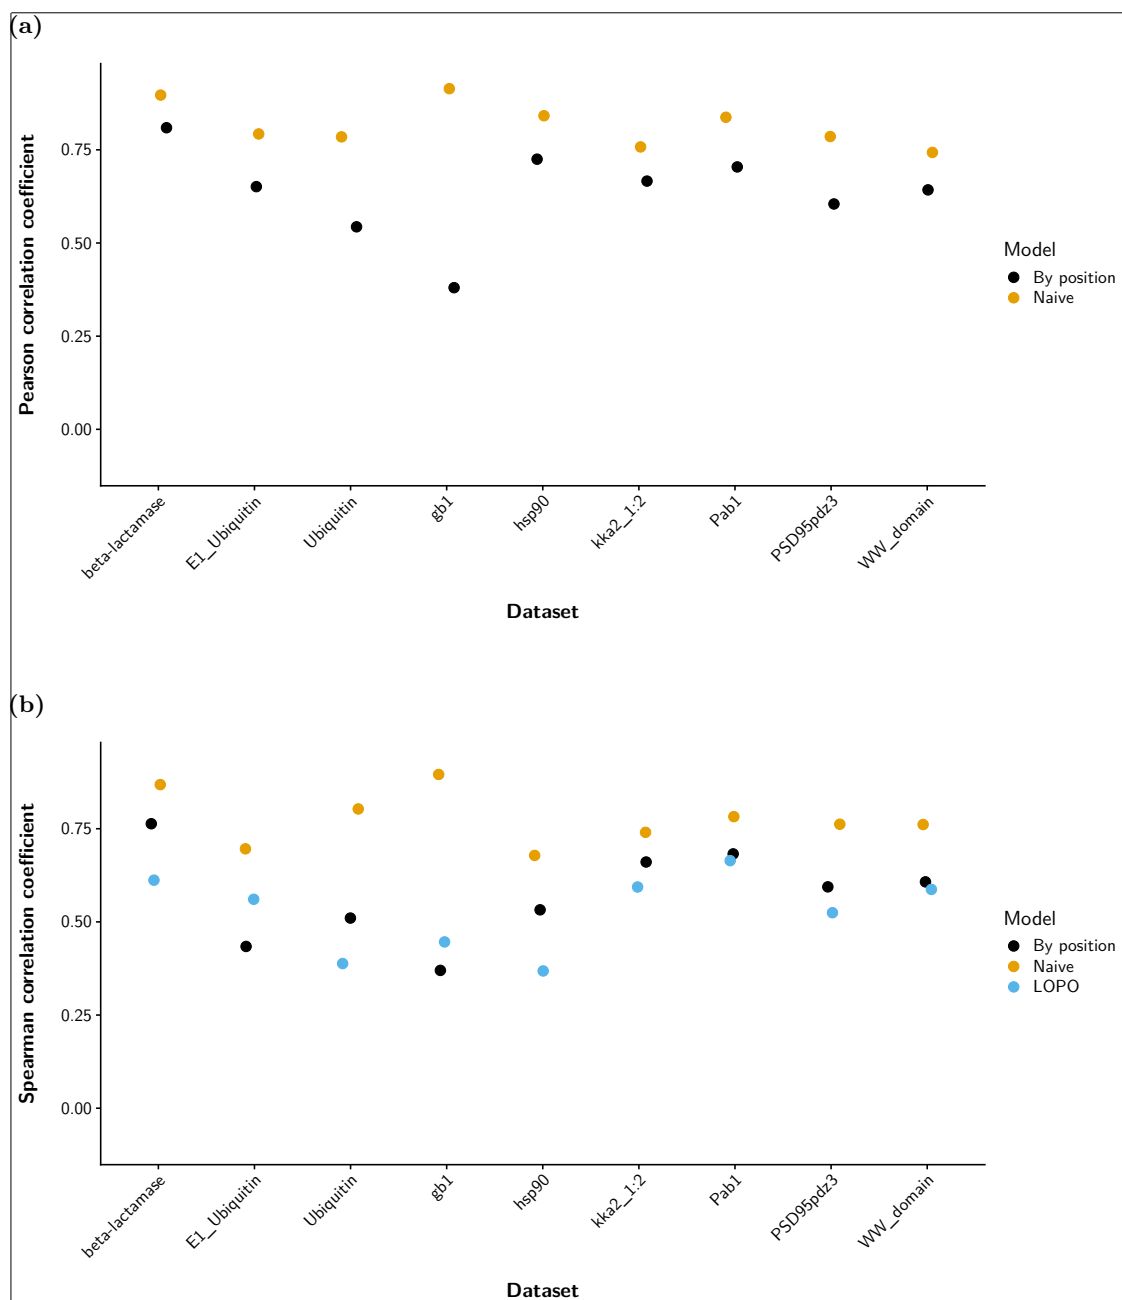 (a)
Pearson correlation coefficient
0.75
0.50
0.25
0.00
beta-lactamase
E1_Ubiquitin
Ubiquitin
gb1
hsp90
kka2_1:2
Pab1
PSD95pdz3
WW_domain
Dataset
Model
By position
Naive
(b)
Spearman correlation coefficient
0.75
0.50
0.25
0.00
beta-lactamase
E1_Ubiquitin
Ubiquitin
gb1
hsp90
kka2_1:2
Pab1
PSD95pdz3
WW_domain
Dataset
Model
By position
Naive
LOPO